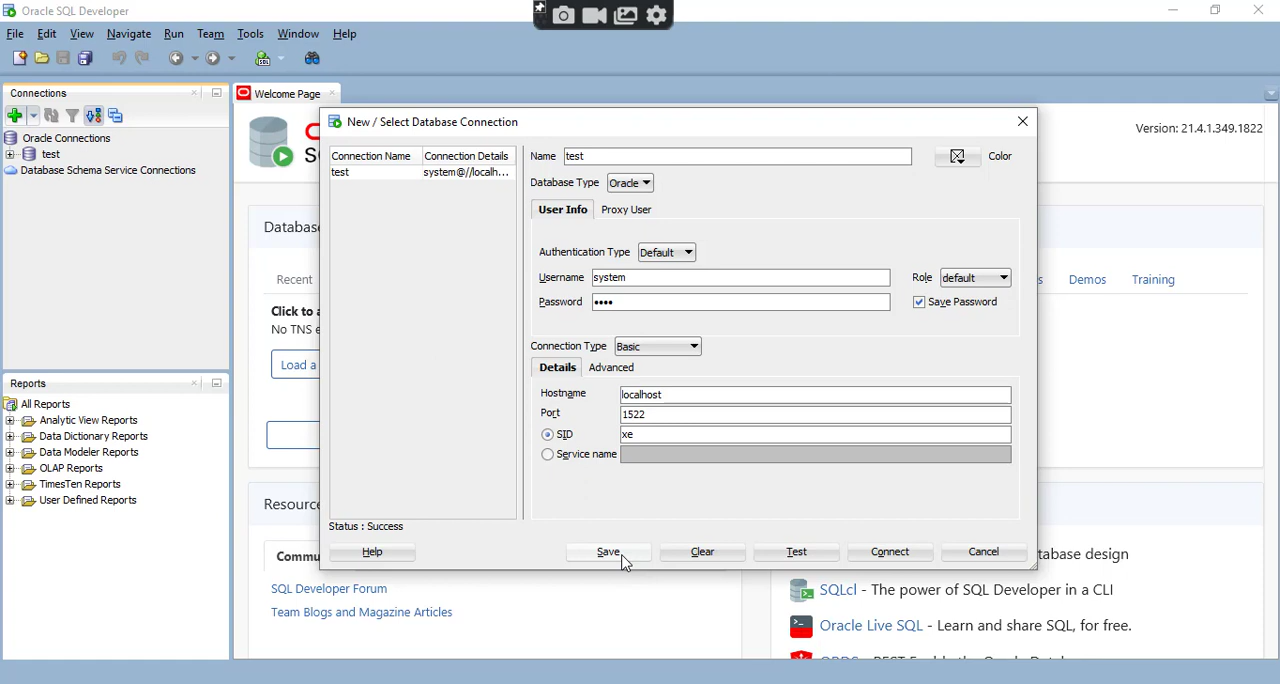 Oracle SQL Developer
File Edit View Navigate Run Team Tools Window Help
Connections
Oracle Connections
test
Database Schema Service Connections
Reports
All Reports
Analytic View Reports
Data Dictionary Reports
Data Modeler Reports
OLAP Reports
TimesTen Reports
User Defined Reports
Welcome Page
Version: 21.4.1.349.1822
Recent
Click to
No TNS
Load a
Demos Training
New / Select Database Connection
Connection Name Connection Details
test system@//localh...
Name test Color
Database Type Oracle
User Info Proxy User
Authentication Type Default
Username system Role default
Password •••• Save Password
Connection Type Basic
Details Advanced
Hostname localhost
Port 1522
SID xe
Service name
Status : Success
Help Save Clear Test Connect Cancel
SQL Developer Forum
Team Blogs and Magazine Articles
tabase design
SQLcl - The power of SQL Developer in a CLI
Oracle Live SQL - Learn and share SQL, for free.